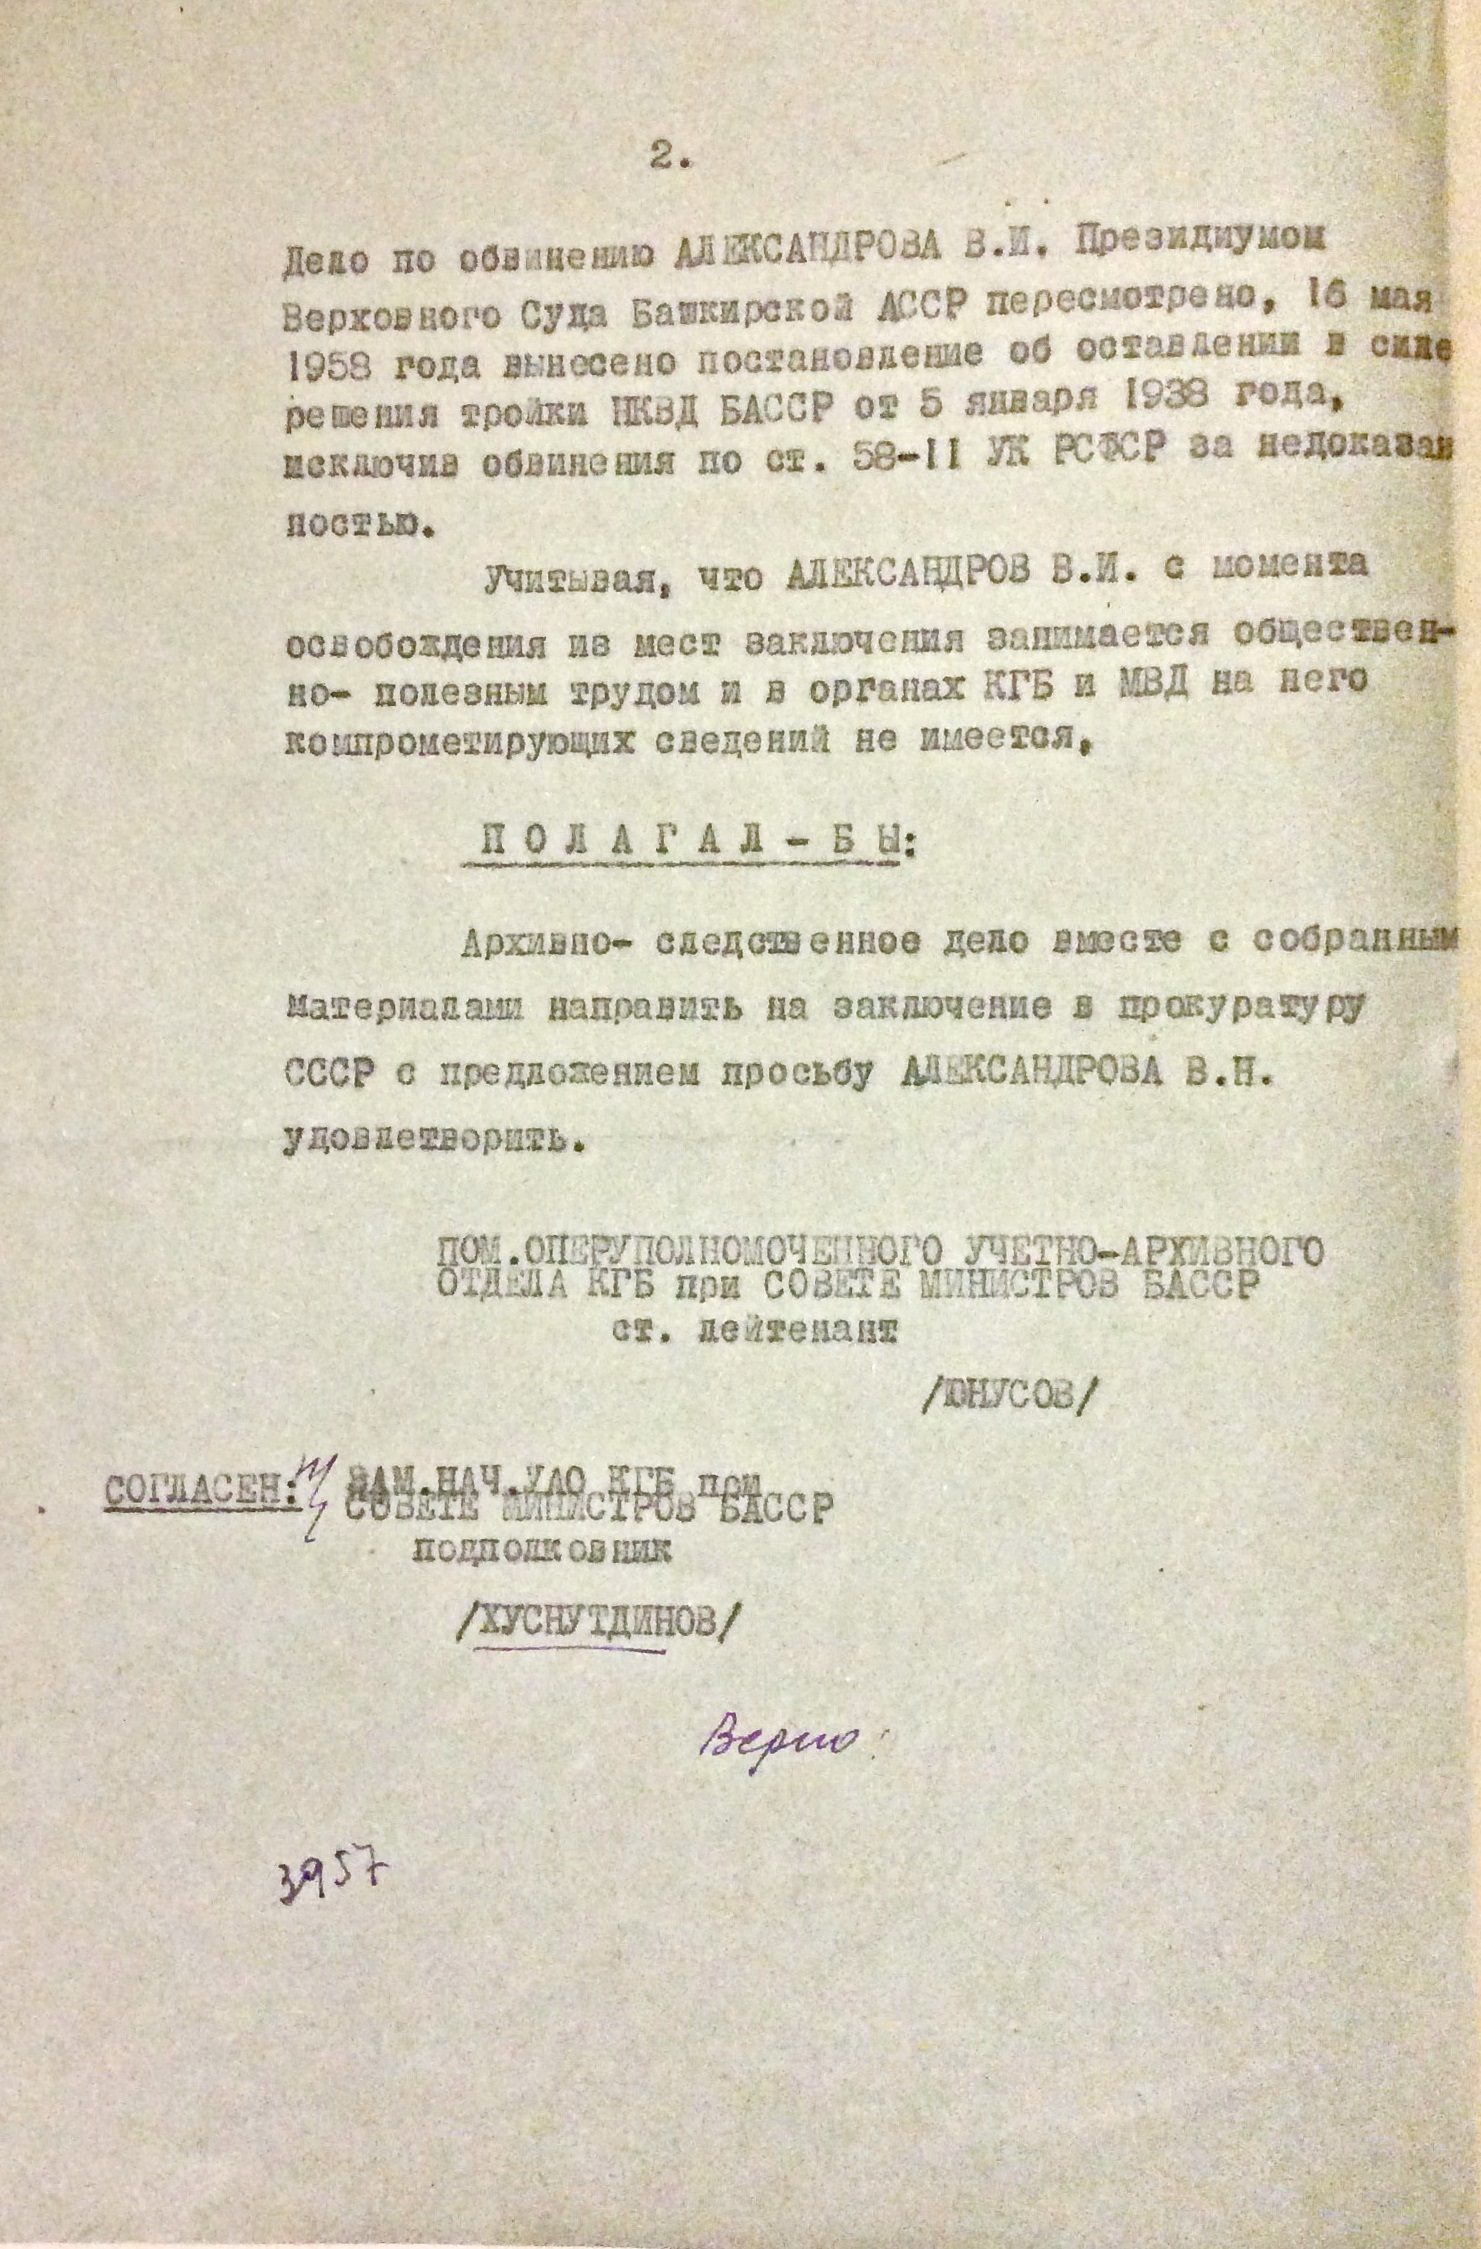 2.
Дело по обвинению АЛЕКСАНДРОВА В.И. Президиумом
Верховного Суда Башкирской АССР пересмотрено, 16 мая
1958 года вынесено постановление об оставлении в силе
решения тройки НКВД БАССР от 5 января 1938 года,
исключив обвинения по ст. 58-11 УК РСФСР за недоказан
ностью.
Учитывая, что АЛЕКСАНДРОВ В.И. с момента
освобождения из мест заключения занимается обществен-
но- полезным трудом и в органах КГБ и МВД на него
компрометирующих сведений не имеется,
П О Л А Г А Л - Б Ы:
Архивно- следственное дело вместе с собранным
материалами направить на заключение в прокуратуру
СССР с предложением просьбу АЛЕКСАНДРОВА В.Н.
удовлетворить.
ПОМ.ОПЕРУПОЛНОМОЧЕННОГО УЧЕТНО-АРХИВНОГО
ОТДЕЛА КГБ при СОВЕТЕ МИНИСТРОВ БАССР
ст. лейтенант
/ЮНУСОВ/
СОГЛАСЕН: ЗАМ.НАЧ.УАО КГБ при
СОВЕТЕ МИНИСТРОВ БАССР
подполковник
/ХУСНУТДИНОВ/
Верно:
3957